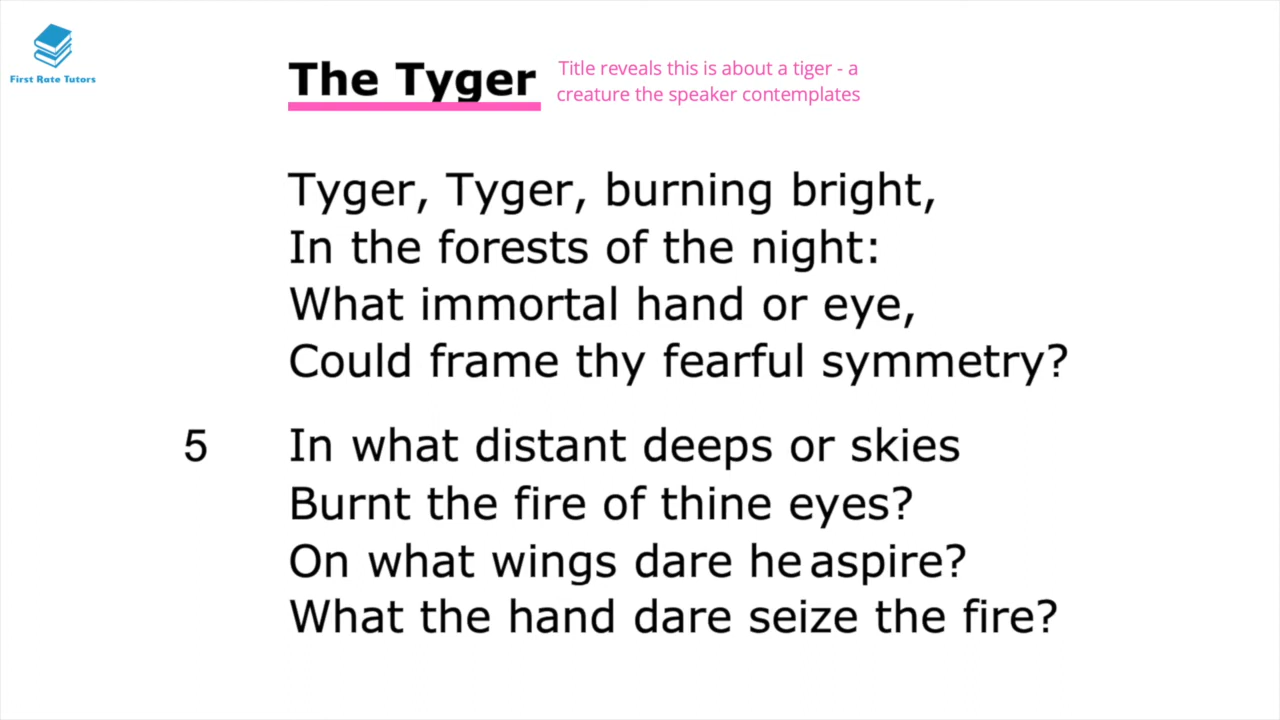 First Rate Tutors
The Tyger
Title reveals this is about a tiger - a
creature the speaker contemplates
Tyger, Tyger, burning bright,
In the forests of the night:
What immortal hand or eye,
Could frame thy fearful symmetry?
5 In what distant deeps or skies
Burnt the fire of thine eyes?
On what wings dare he aspire?
What the hand dare seize the fire?